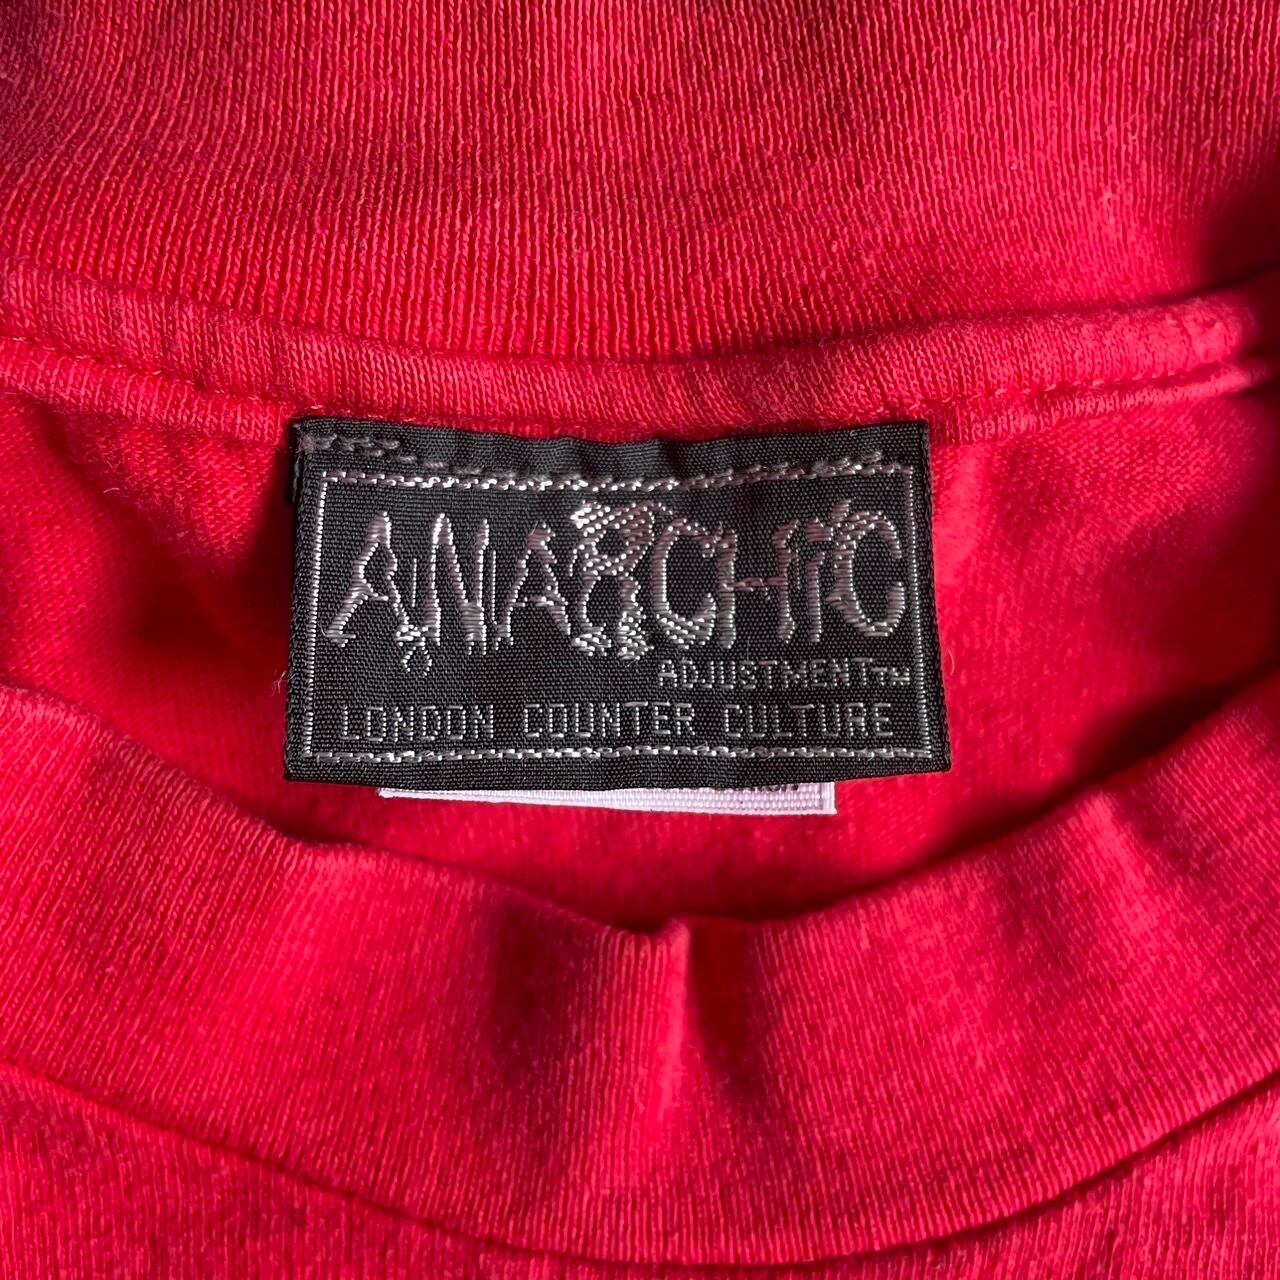 ANARCHIC
ADJUSTMENT™
LONDON COUNTER CULTURE